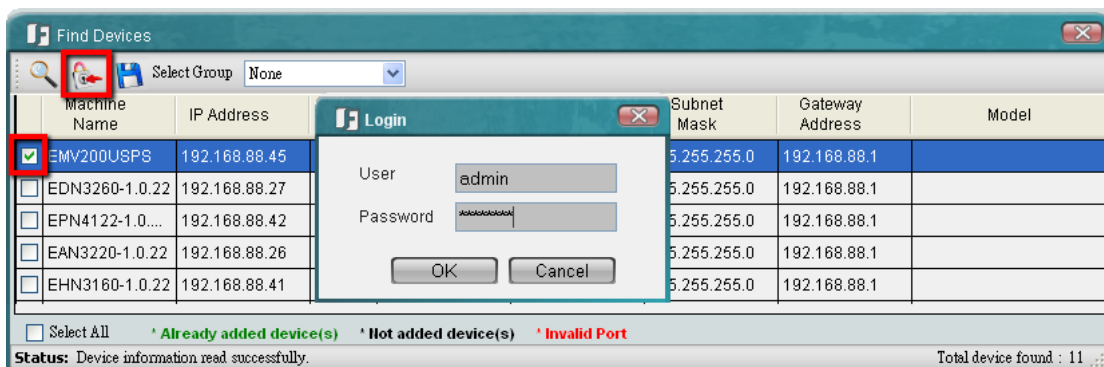 Find Devices
Select Group None
Machine Name IP Address Subnet Mask Gateway Address Model
Login
EMV200USPS 192.168.88.45 5.255.255.0 192.168.88.1
User admin
EDN3260-1.0.22 192.168.88.27 5.255.255.0 192.168.88.1
Password *********
EPN4122-1.0.... 192.168.88.42 5.255.255.0 192.168.88.1
EAN3220-1.0.22 192.168.88.26 5.255.255.0 192.168.88.1
OK Cancel
EHN3160-1.0.22 192.168.88.41 5.255.255.0 192.168.88.1
Select All * Already added device(s) * Not added device(s) * Invalid Port
Status: Device information read successfully. Total device found : 11